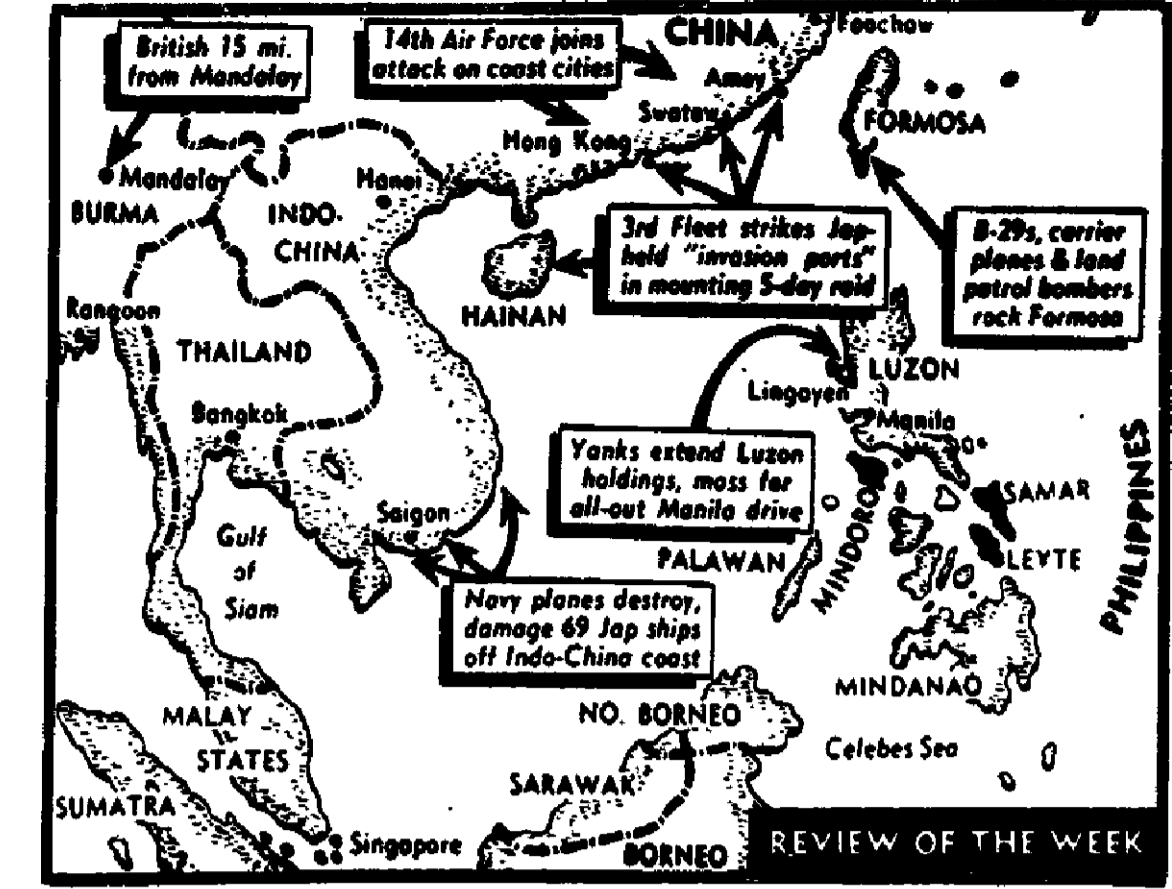 British 15 mi.
from Mandalay
14th Air Force joins
attack on coast cities
CHINA
Foochow
Amoy
Swatow
FORMOSA
Hong Kong
Mandalay
BURMA
Hanoi
INDO-
CHINA
3rd Fleet strikes Jap-
held "invasion ports"
in mounting 5-day raid
B-29s, carrier
planes & land
patrol bombers
rock Formosa
HAINAN
Rangoon
THAILAND
LUZON
Lingayen
Manila
Bangkok
Yanks extend Luzon
holdings, mass for
all-out Manila drive
PHILIPPINES
SAMAR
MINDORO
Saigon
Gulf
of
Siam
PALAWAN
LEYTE
Navy planes destroy,
damage 69 Jap ships
off Indo-China coast
MINDANAO
MALAY
STATES
NO. BORNEO
Celebes Sea
SARAWAK
SUMATRA
Singapore
BORNEO
REVIEW OF THE WEEK